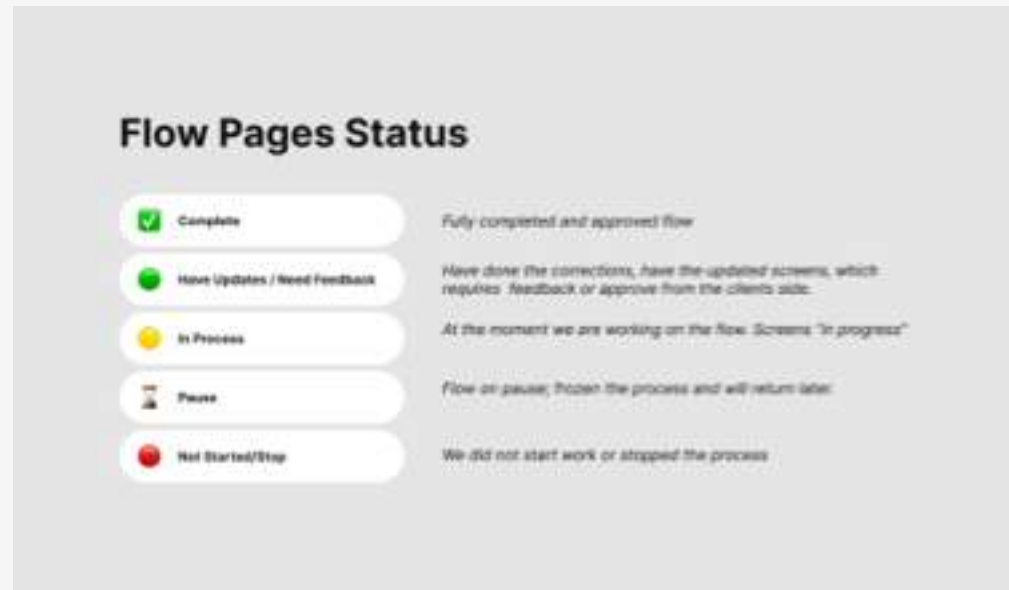 Flow Pages Status
Complete
Fully completed and approved flow
Have Updates / Need Feedback
Have done the corrections, have the updated screens, which
requires feedback or approve from the clients side.
In Process
At the moment we are working on the flow. Screens "in progress"
Pause
Flow on pause; frozen the process and will return later.
Not Started/Stop
We did not start work or stopped the process